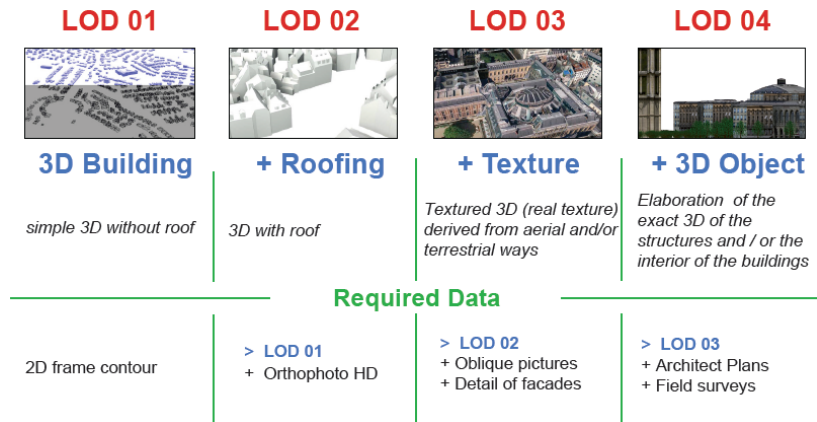 LOD 01
LOD 02
LOD 03
LOD 04
3D Building
+ Roofing
+ Texture
+ 3D Object
simple 3D without roof
3D with roof
Textured 3D (real texture)
derived from aerial and/or
terrestrial ways
Elaboration of the
exact 3D of the
structures and / or the
interior of the buildings
Required Data
2D frame contour
> LOD 01
+ Orthophoto HD
> LOD 02
+ Oblique pictures
+ Detail of facades
> LOD 03
+ Architect Plans
+ Field surveys